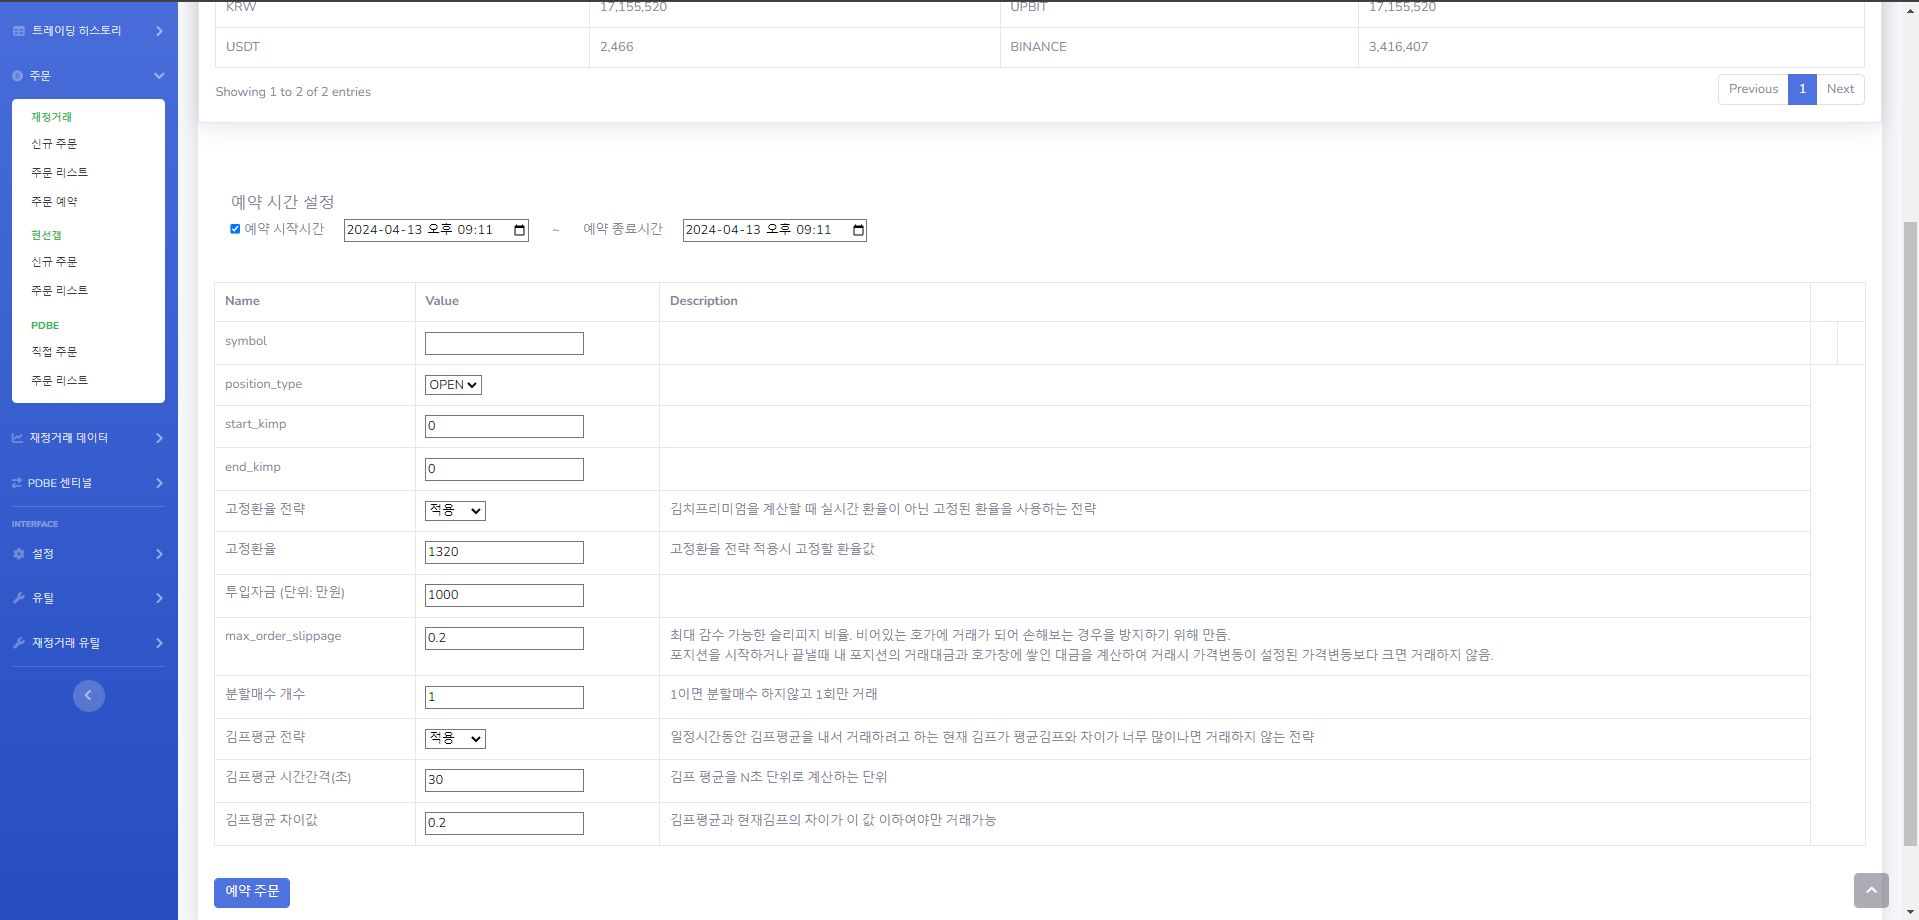 트레이딩 히스토리
주문
재정거래
신규 주문
주문 리스트
주문 예약
현선갭
신규 주문
주문 리스트
PDBE
직접 주문
주문 리스트
재정거래 데이터
PDBE 센티널
INTERFACE
설정
유틸
재정거래 유틸
KRW 17,155,520 UPBIT 17,155,520
USDT 2,466 BINANCE 3,416,407
Showing 1 to 2 of 2 entries
Previous 1 Next
예약 시간 설정
예약 시작시간 2024-04-13 오후 09:11 ~ 예약 종료시간 2024-04-13 오후 09:11
Name Value Description
symbol
position_type OPEN
start_kimp 0
end_kimp 0
고정환율 전략 적용 김치프리미엄을 계산할 때 실시간 환율이 아닌 고정된 환율을 사용하는 전략
고정환율 1320 고정환율 전략 적용시 고정할 환율값
투입자금 (단위: 만원) 1000
max_order_slippage 0.2 최대 감수 가능한 슬리피지 비율. 비어있는 호가에 거래가 되어 손해보는 경우을 방지하기 위해 만듬.
포지션을 시작하거나 끝낼때 내 포지션의 거래대금과 호가창에 쌓인 대금을 계산하여 거래시 가격변동이 설정된 가격변동보다 크면 거래하지 않음.
분할매수 개수 1 1이면 분할매수 하지않고 1회만 거래
김프평균 전략 적용 일정시간동안 김프평균을 내서 거래하려고 하는 현재 김프가 평균김프와 차이가 너무 많이나면 거래하지 않는 전략
김프평균 시간간격(초) 30 김프 평균을 N초 단위로 계산하는 단위
김프평균 차이값 0.2 김프평균과 현재김프의 차이가 이 값 이하여야만 거래가능
예약 주문